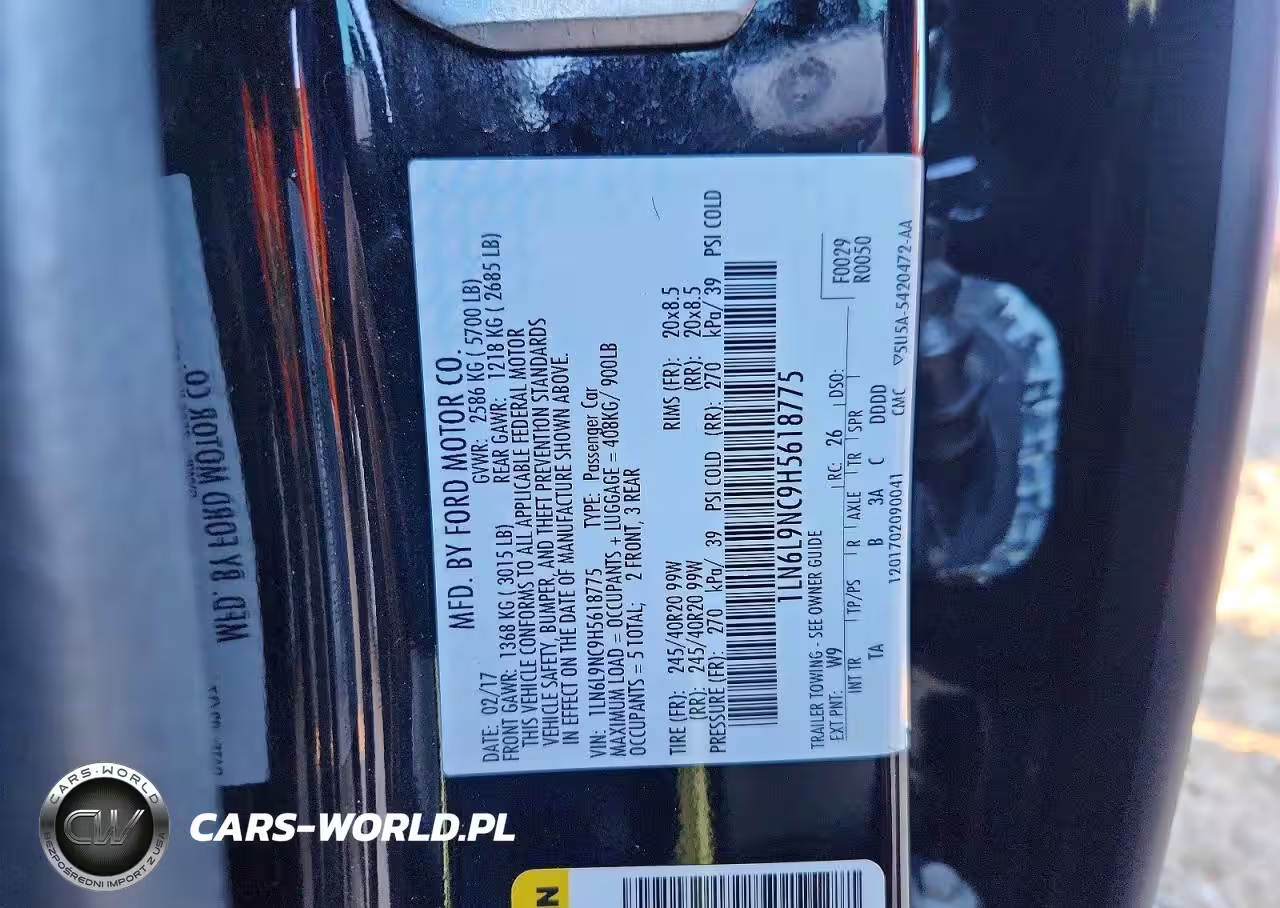 MFD. BY FORD MOTOR CO.
DATE: 02/17 GVWR: 2586 KG ( 5700 LB)
FRONT GAWR: 1368 KG ( 3015 LB) REAR GAWR: 1218 KG ( 2685 LB)
THIS VEHICLE CONFORMS TO ALL APPLICABLE FEDERAL MOTOR
VEHICLE SAFETY, BUMPER, AND THEFT PREVENTION STANDARDS
IN EFFECT ON THE DATE OF MANUFACTURE SHOWN ABOVE.
VIN: 1LN6L9NC9H5618775 TYPE: Passenger Car
MAXIMUM LOAD = OCCUPANTS + LUGGAGE = 408KG/ 900LB
OCCUPANTS = 5 TOTAL; 2 FRONT, 3 REAR
TIRE (FR): 245/40R20 99W RIMS (FR): 20x8.5
(RR): 245/40R20 99W (RR): 20x8.5
PRESSURE (FR): 270 kPa/ 39 PSI COLD (RR): 270 kPa/ 39 PSI COLD
1LN6L9NC9H5618775
TRAILER TOWING - SEE OWNER GUIDE
F0029
R0050
EXT PNT: W9 RC: 26 DSO:
INT TR TP/PS R AXLE TR SPR
TA B 3A C DDDD
1201702090041 CMC 5U5A-5420472-AA
MFD. BY FORD MOTOR CO.
CARS-WORLD
CW
BEZPOŚREDNI IMPORT Z USA
CARS-WORLD.PL